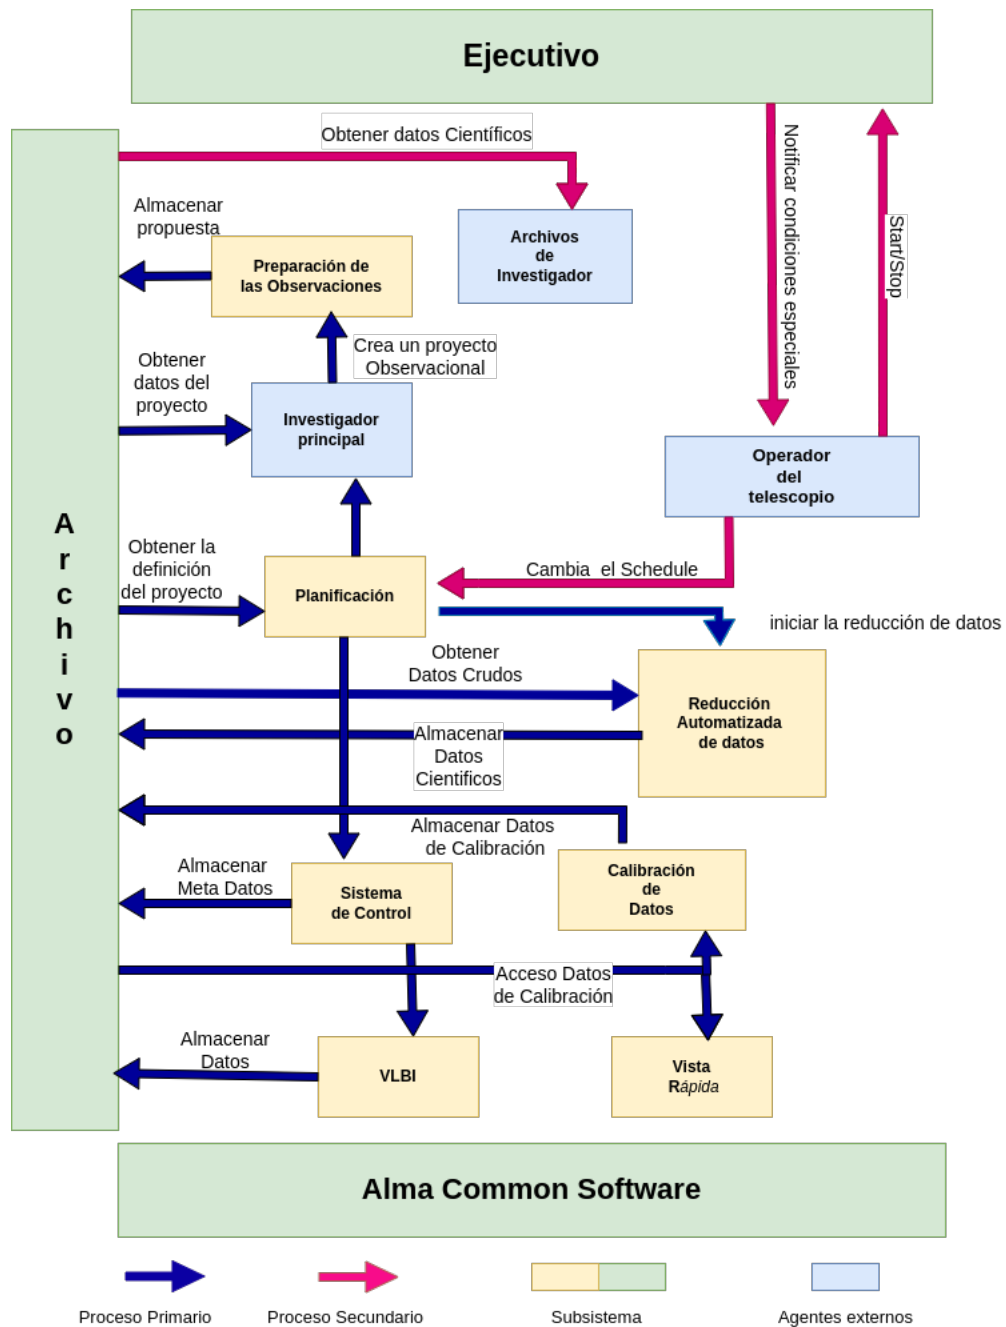 Ejecutivo
Obtener datos Científicos
Notificar condiciones especiales
Start/Stop
Almacenar
propuesta
Archivos
de
Investigador
Preparación de
las Observaciones
Crea un proyecto
Observacional
Obtener
datos del
proyecto
Investigador
principal
Operador
del
telescopio
Archivo
Obtener la
definición
del proyecto
Planificación
Cambia  el Schedule
iniciar la reducción de datos
Obtener
Datos Crudos
Reducción
Automatizada
de datos
Almacenar
Datos
Cientificos
Almacenar Datos
de Calibración
Almacenar
Meta Datos
Sistema
de Control
Calibración
de
Datos
Acceso Datos
de Calibración
Almacenar
Datos
VLBI
Vista
Rápida
Alma Common Software
Proceso Primario
Proceso Secundario
Subsistema
Agentes externos